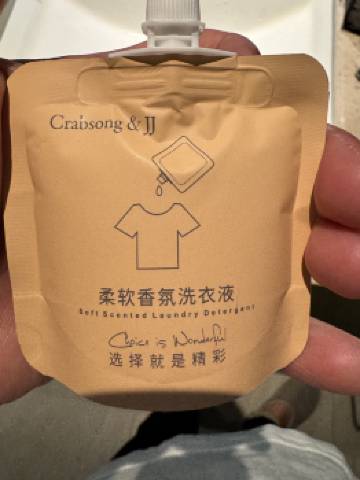 Crabsong & JJ
柔软香氛洗衣液
Soft Scented Laundry Detergent
Choice is Wonderful
选择就是精彩